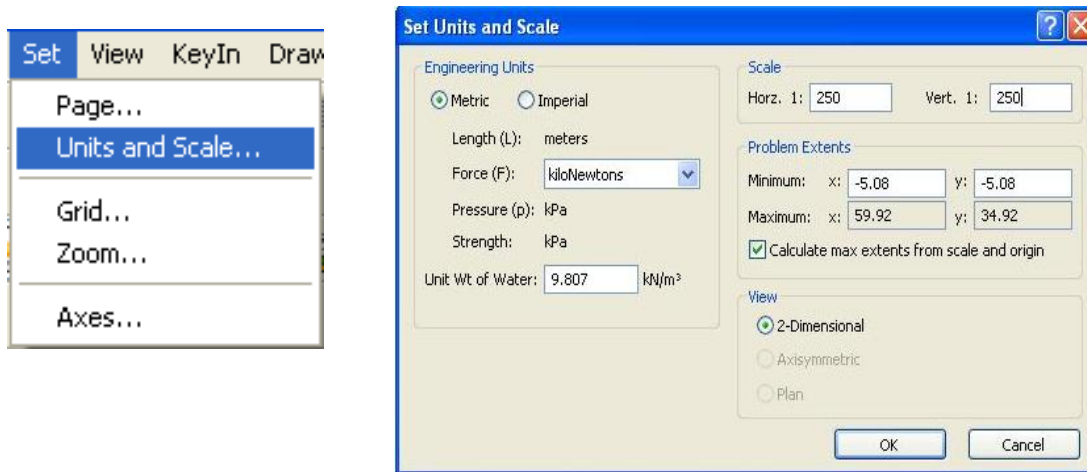 Set View KeyIn Draw
Page...
Units and Scale...
Grid...
Zoom...
Axes...
Set Units and Scale
Engineering Units
Metric Imperial
Length (L): meters
Force (F): kiloNewtons
Pressure (p): kPa
Strength: kPa
Unit Wt of Water: 9.807 kN/m³
Scale
Horz. 1: 250 Vert. 1: 250
Problem Extents
Minimum: x: -5.08 y: -5.08
Maximum: x: 59.92 y: 34.92
Calculate max extents from scale and origin
View
2-Dimensional
Axisymmetric
Plan
OK Cancel